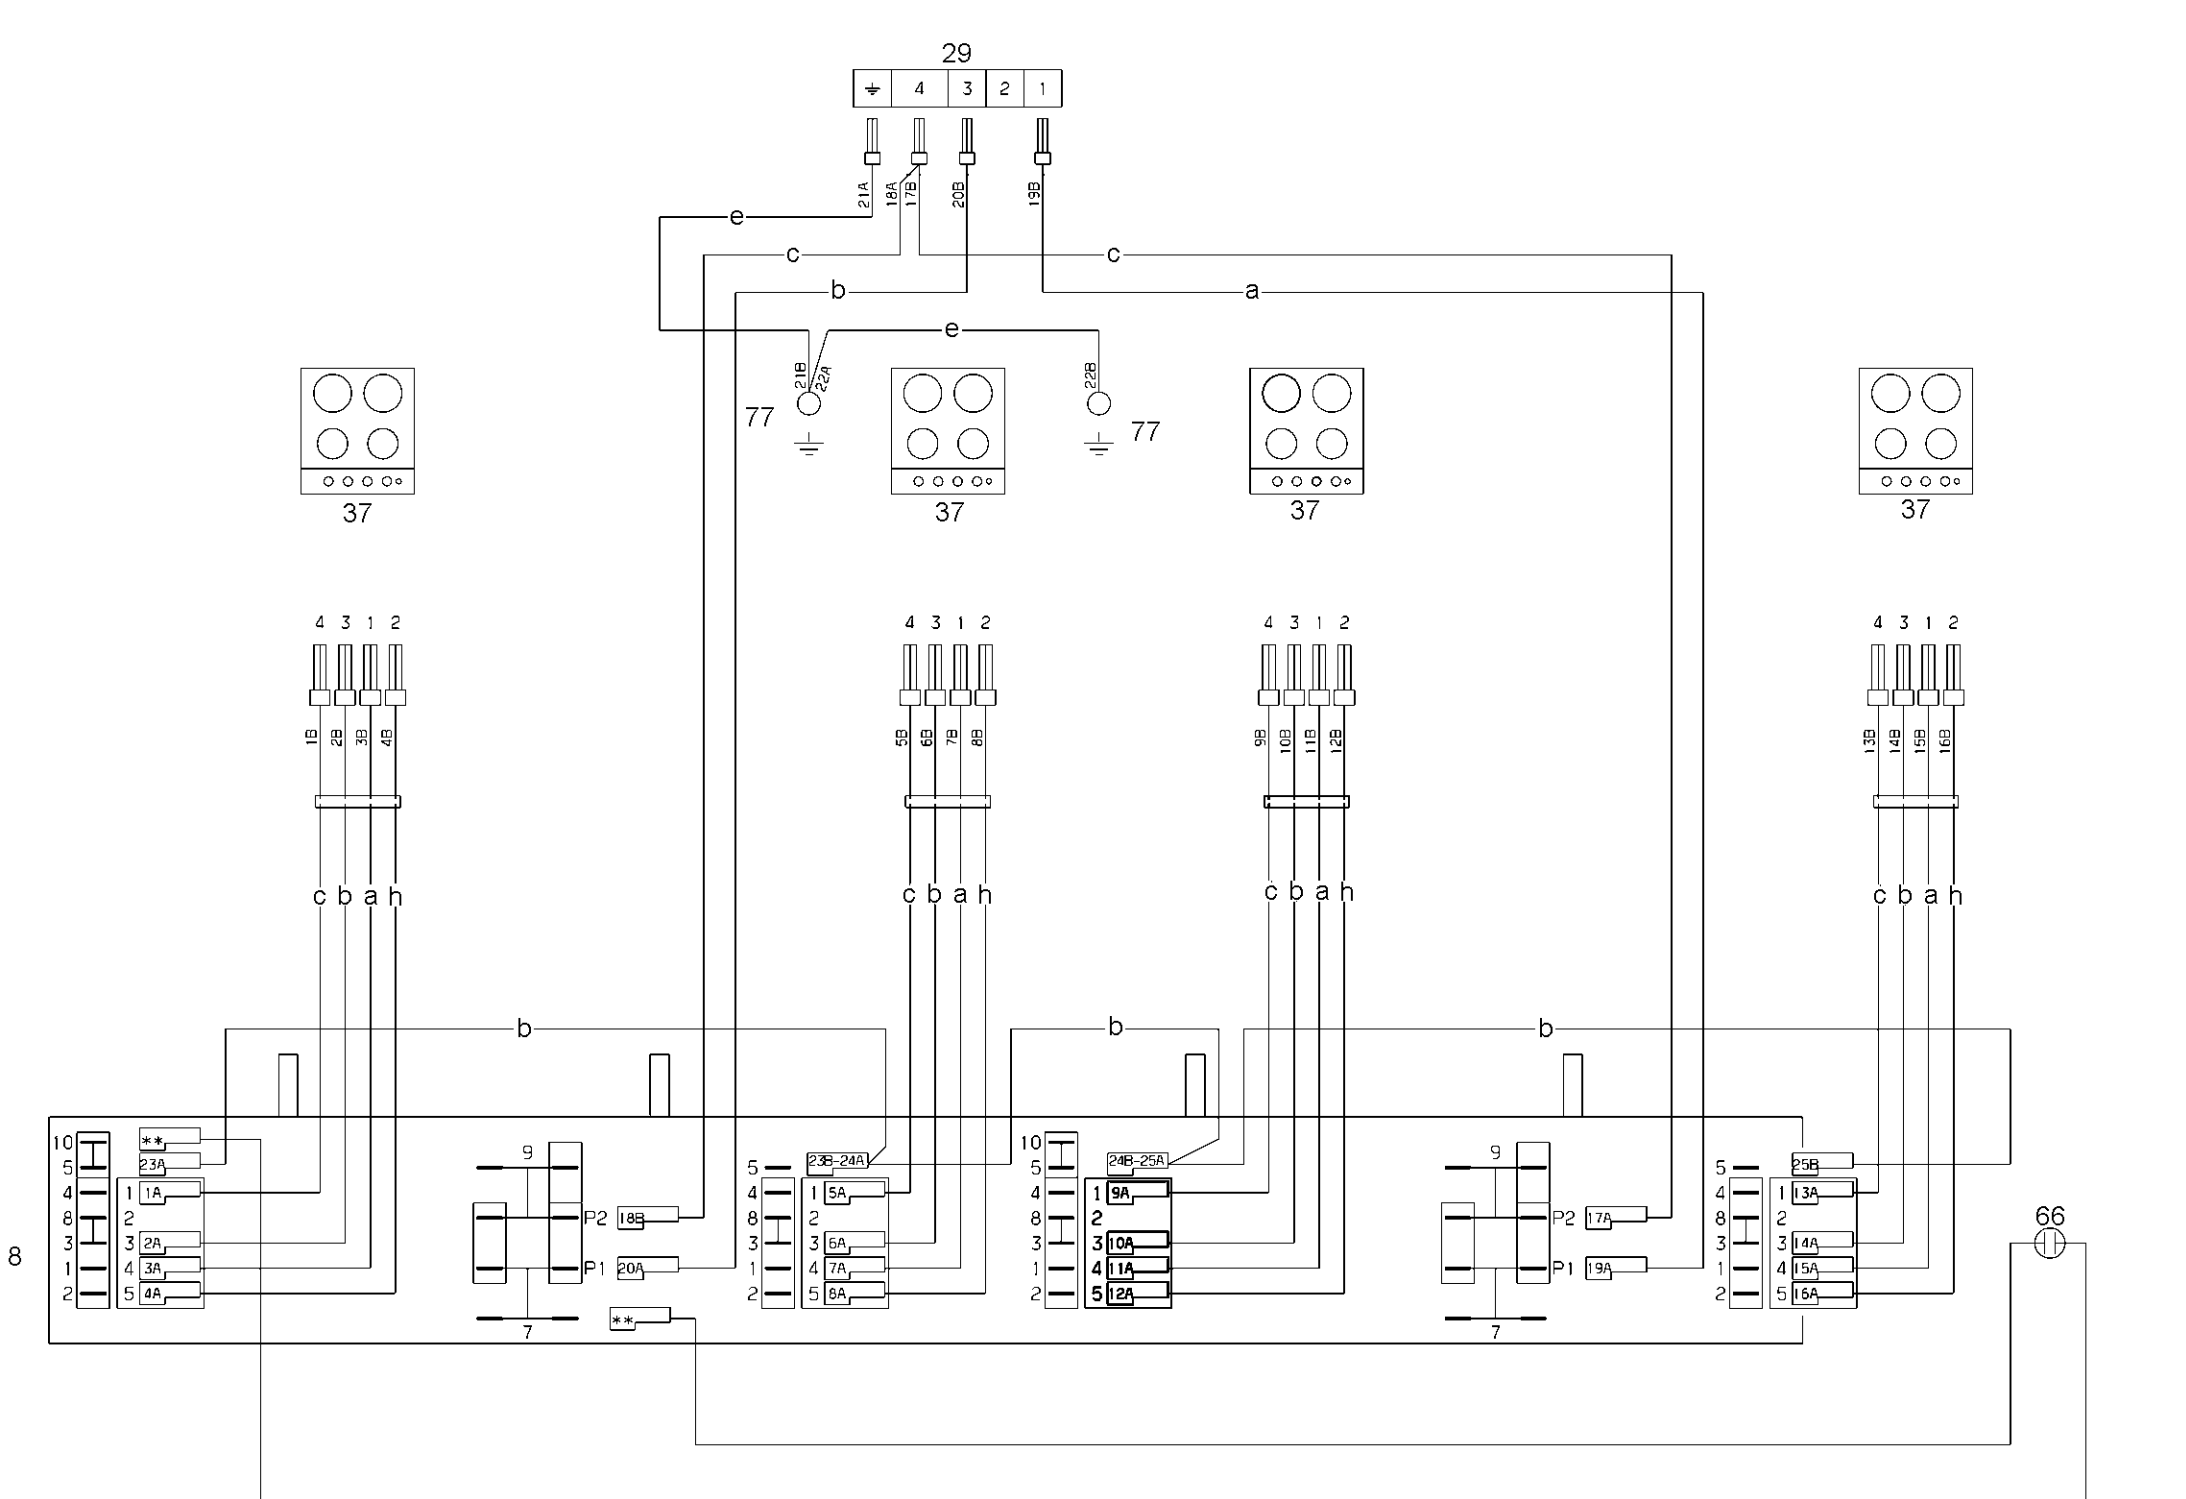 29
⏚ 4 3 2 1
21A 18A 17B 20B 19B
e
c c
b a
e
21B 22A 22B
77 77
37 37 37 37
4 3 1 2 4 3 1 2 4 3 1 2 4 3 1 2
1B 2B 3B 4B 5B 6B 7B 8B 9B 10B 11B 12B 13B 14B 15B 16B
c b a h c b a h c b a h c b a h
b b b
10 ** 9 10 9
5 23A 5 23B-24A 5 24B-25A 5 25B
4 1 1A 4 1 5A 4 1 9A 4 1 13A
8 2 P2 18B 8 2 8 2 P2 17A 8 2 66
3 3 2A 3 3 6A 3 3 10A 3 3 14A
8
1 4 3A P1 20A 1 4 7A 1 4 11A P1 19A 1 4 15A
2 5 4A 2 5 8A 2 5 12A 2 5 16A
7 ** 7